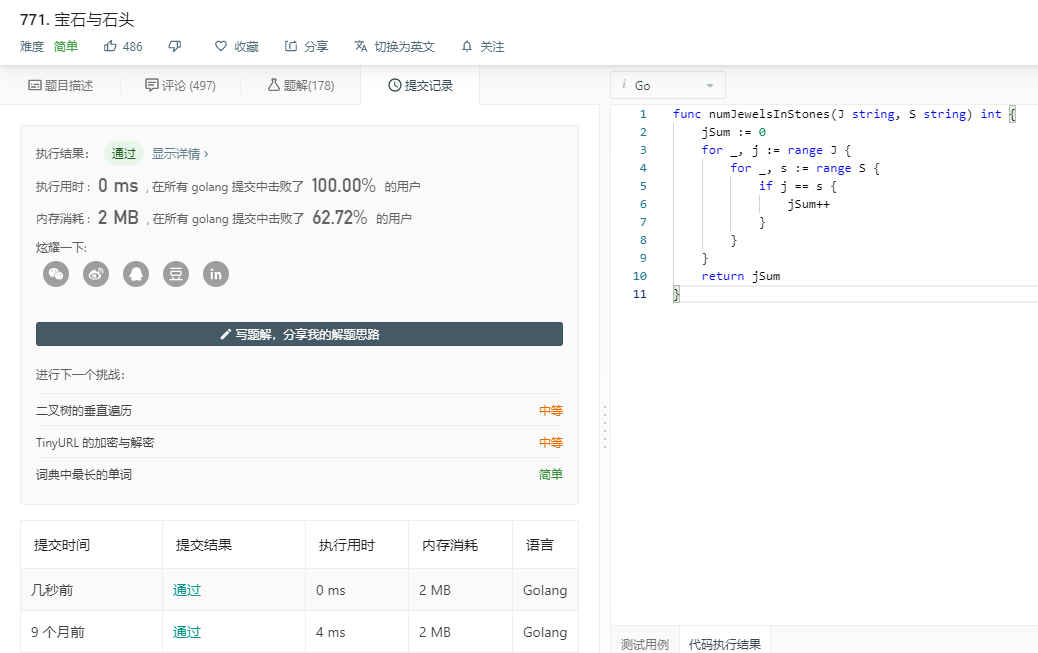 771. 宝石与石头
难度 简单 486 收藏 分享 切换为英文 关注
题目描述 评论 (497) 题解(178) 提交记录
执行结果： 通过 显示详情 ›
执行用时 : 0 ms , 在所有 golang 提交中击败了 100.00% 的用户
内存消耗 : 2 MB , 在所有 golang 提交中击败了 62.72% 的用户
炫耀一下:
豆 in
写题解，分享我的解题思路
进行下一个挑战：
二叉树的垂直遍历 中等
TinyURL 的加密与解密 中等
词典中最长的单词 简单
提交时间 提交结果 执行用时 内存消耗 语言
几秒前 通过 0 ms 2 MB Golang
9 个月前 通过 4 ms 2 MB Golang
i Go
1 func numJewelsInStones(J string, S string) int {
2 jSum := 0
3 for _, j := range J {
4 for _, s := range S {
5 if j == s {
6 jSum++
7 }
8 }
9 }
10 return jSum
11 }
测试用例 代码执行结果